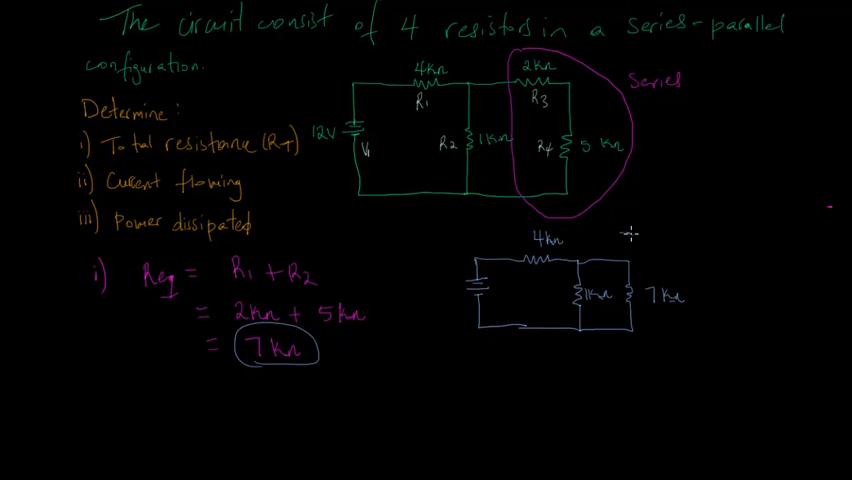 The circuit consist of 4 resistors in a series-parallel
configuration.
Determine:
i) Total resistance (RT)
ii) Current flowing
iii) Power dissipated
4KΩ
2KΩ
Series
R1
R3
12V
V1
R2
1KΩ
R4
5 KΩ
i) Req = R1 + R2
= 2KΩ + 5KΩ
= 7KΩ
4KΩ
1KΩ
7KΩ